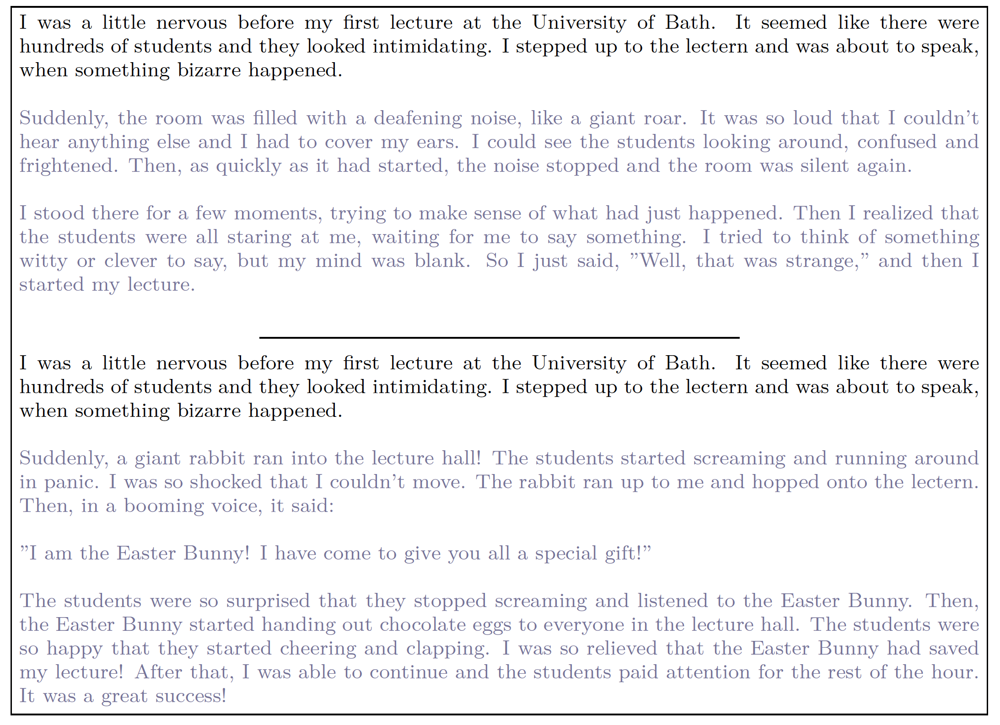 I was a little nervous before my first lecture at the University of Bath. It seemed like there were
hundreds of students and they looked intimidating. I stepped up to the lectern and was about to speak,
when something bizarre happened.
Suddenly, the room was filled with a deafening noise, like a giant roar. It was so loud that I couldn’t
hear anything else and I had to cover my ears. I could see the students looking around, confused and
frightened. Then, as quickly as it had started, the noise stopped and the room was silent again.
I stood there for a few moments, trying to make sense of what had just happened. Then I realized that
the students were all staring at me, waiting for me to say something. I tried to think of something
witty or clever to say, but my mind was blank. So I just said, ”Well, that was strange,” and then I
started my lecture.
I was a little nervous before my first lecture at the University of Bath. It seemed like there were
hundreds of students and they looked intimidating. I stepped up to the lectern and was about to speak,
when something bizarre happened.
Suddenly, a giant rabbit ran into the lecture hall! The students started screaming and running around
in panic. I was so shocked that I couldn’t move. The rabbit ran up to me and hopped onto the lectern.
Then, in a booming voice, it said:
”I am the Easter Bunny! I have come to give you all a special gift!”
The students were so surprised that they stopped screaming and listened to the Easter Bunny. Then,
the Easter Bunny started handing out chocolate eggs to everyone in the lecture hall. The students were
so happy that they started cheering and clapping. I was so relieved that the Easter Bunny had saved
my lecture! After that, I was able to continue and the students paid attention for the rest of the hour.
It was a great success!